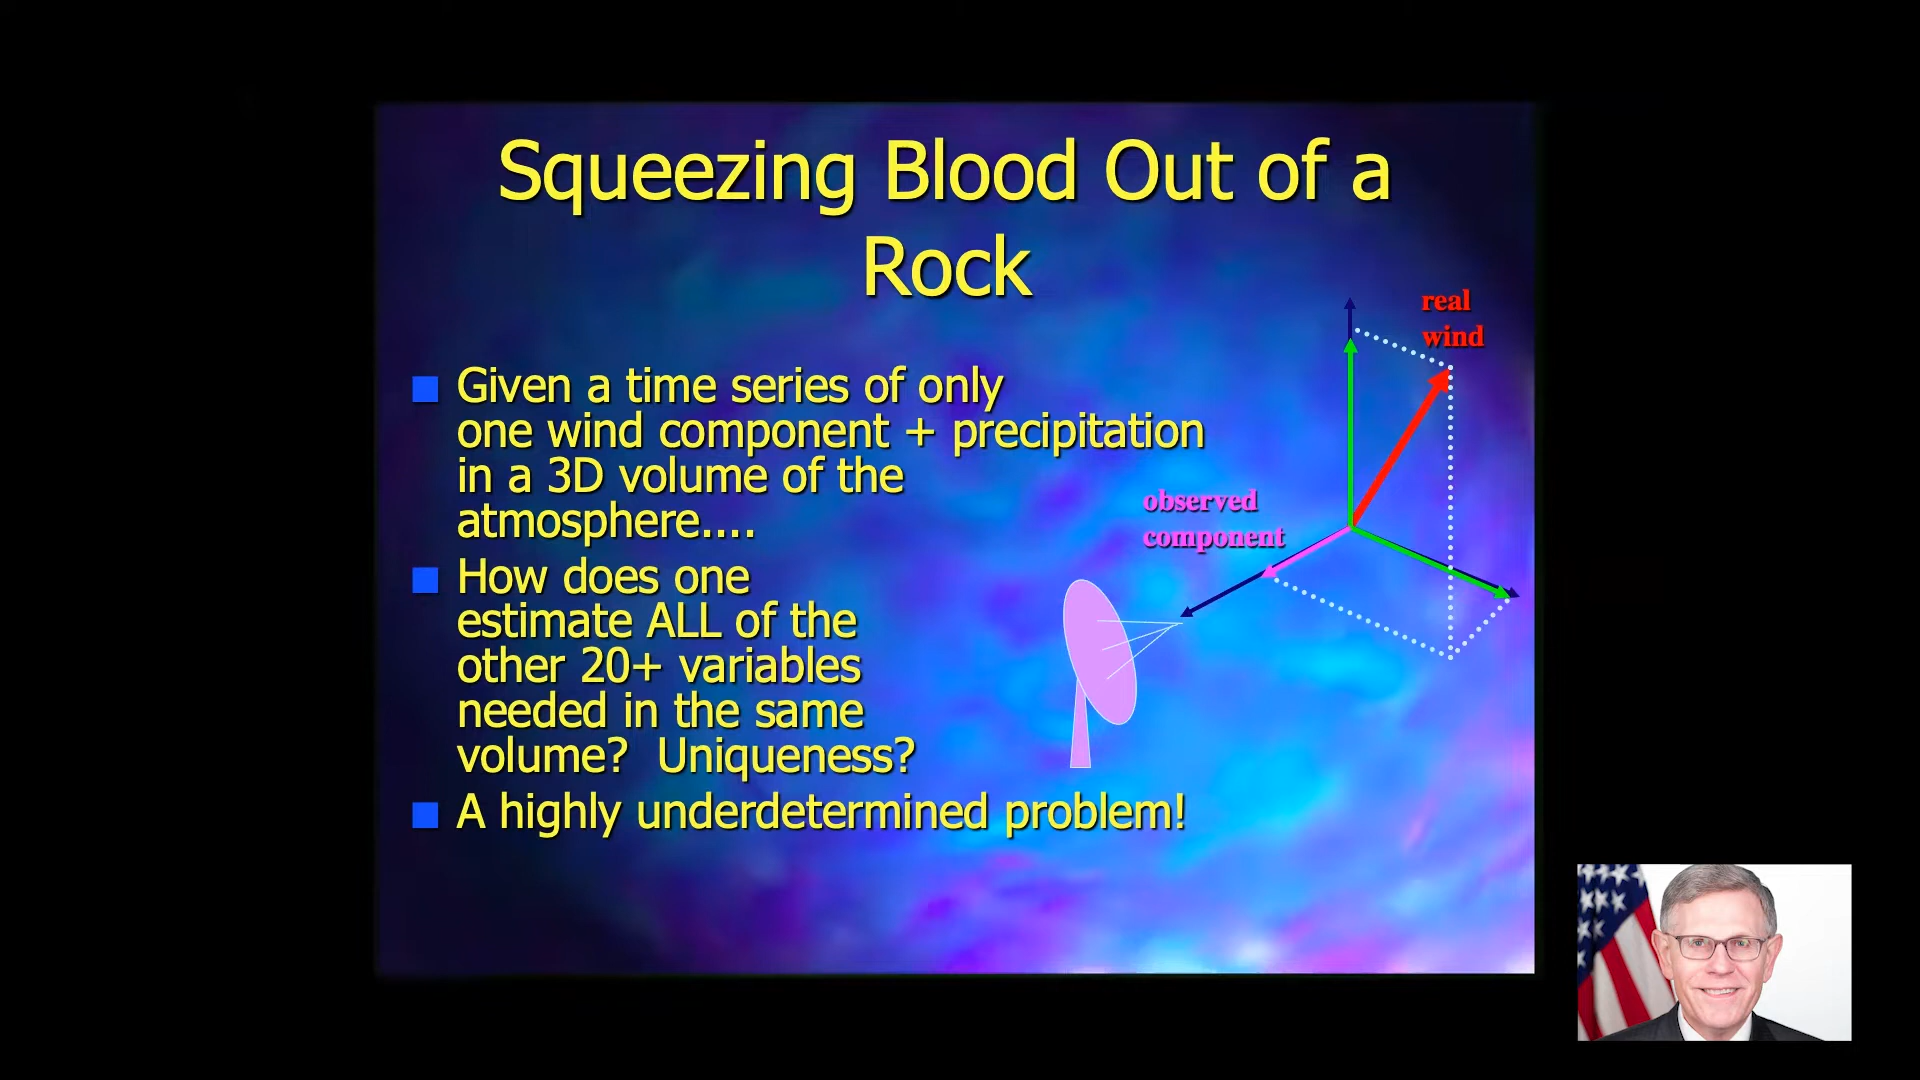 Squeezing Blood Out of a
Rock
real
wind
Given a time series of only
one wind component + precipitation
in a 3D volume of the
atmosphere....
observed
component
How does one
estimate ALL of the
other 20+ variables
needed in the same
volume? Uniqueness?
A highly underdetermined problem!